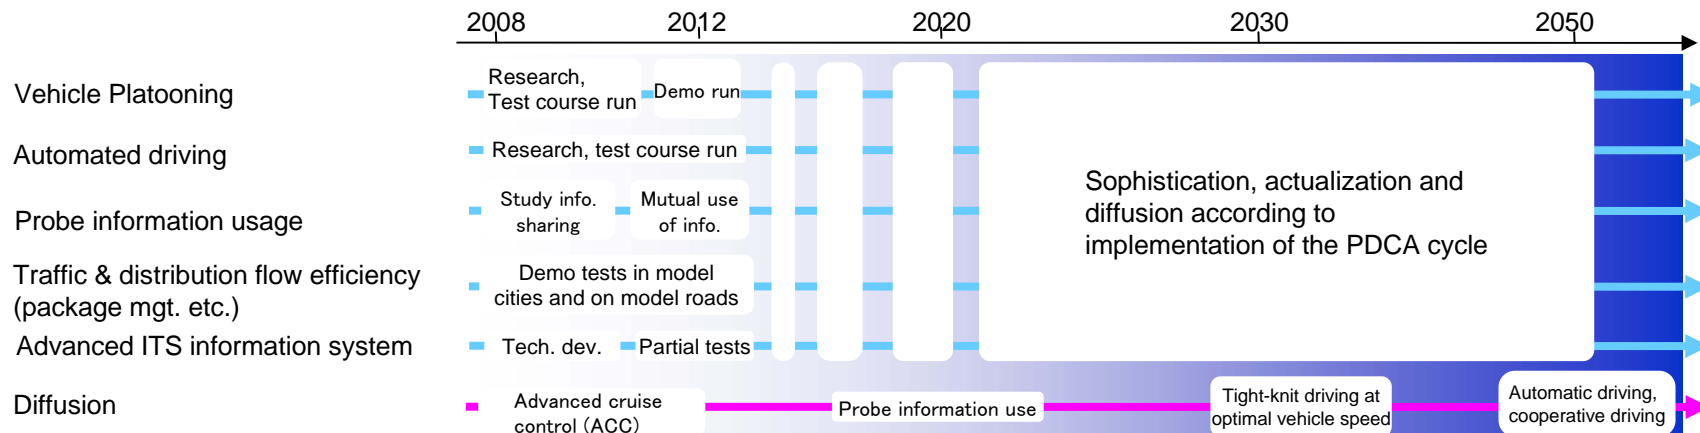 2008 2012 2020 2030 2050
Vehicle Platooning
Research,
Test course run
Demo run
Automated driving
Research, test course run
Probe information usage
Study info.
sharing
Mutual use
of info.
Traffic & distribution flow efficiency
(package mgt. etc.)
Demo tests in model
cities and on model roads
Advanced ITS information system
Tech. dev.
Partial tests
Sophistication, actualization and
diffusion according to
implementation of the PDCA cycle
Diffusion
Advanced cruise
control (ACC)
Probe information use
Tight-knit driving at
optimal vehicle speed
Automatic driving,
cooperative driving